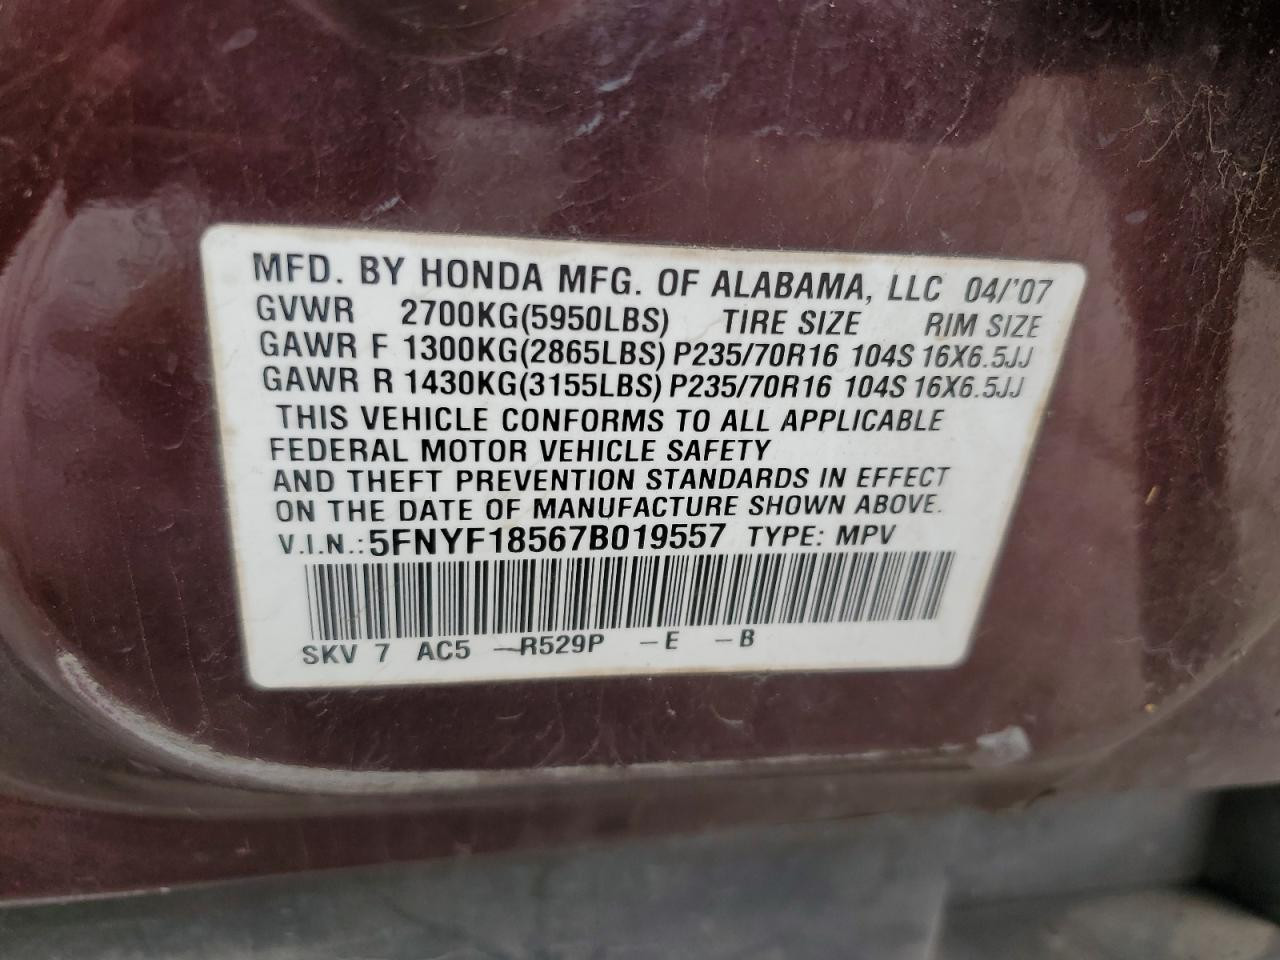 MFD. BY HONDA MFG. OF ALABAMA, LLC 04/'07
GVWR 2700KG(5950LBS) TIRE SIZE RIM SIZE
GAWR F 1300KG(2865LBS) P235/70R16 104S 16X6.5JJ
GAWR R 1430KG(3155LBS) P235/70R16 104S 16X6.5JJ
THIS VEHICLE CONFORMS TO ALL APPLICABLE
FEDERAL MOTOR VEHICLE SAFETY
AND THEFT PREVENTION STANDARDS IN EFFECT
ON THE DATE OF MANUFACTURE SHOWN ABOVE.
V.I.N.: 5FNYF18567B019557 TYPE: MPV
SKV 7 AC5 —R529P —E —B